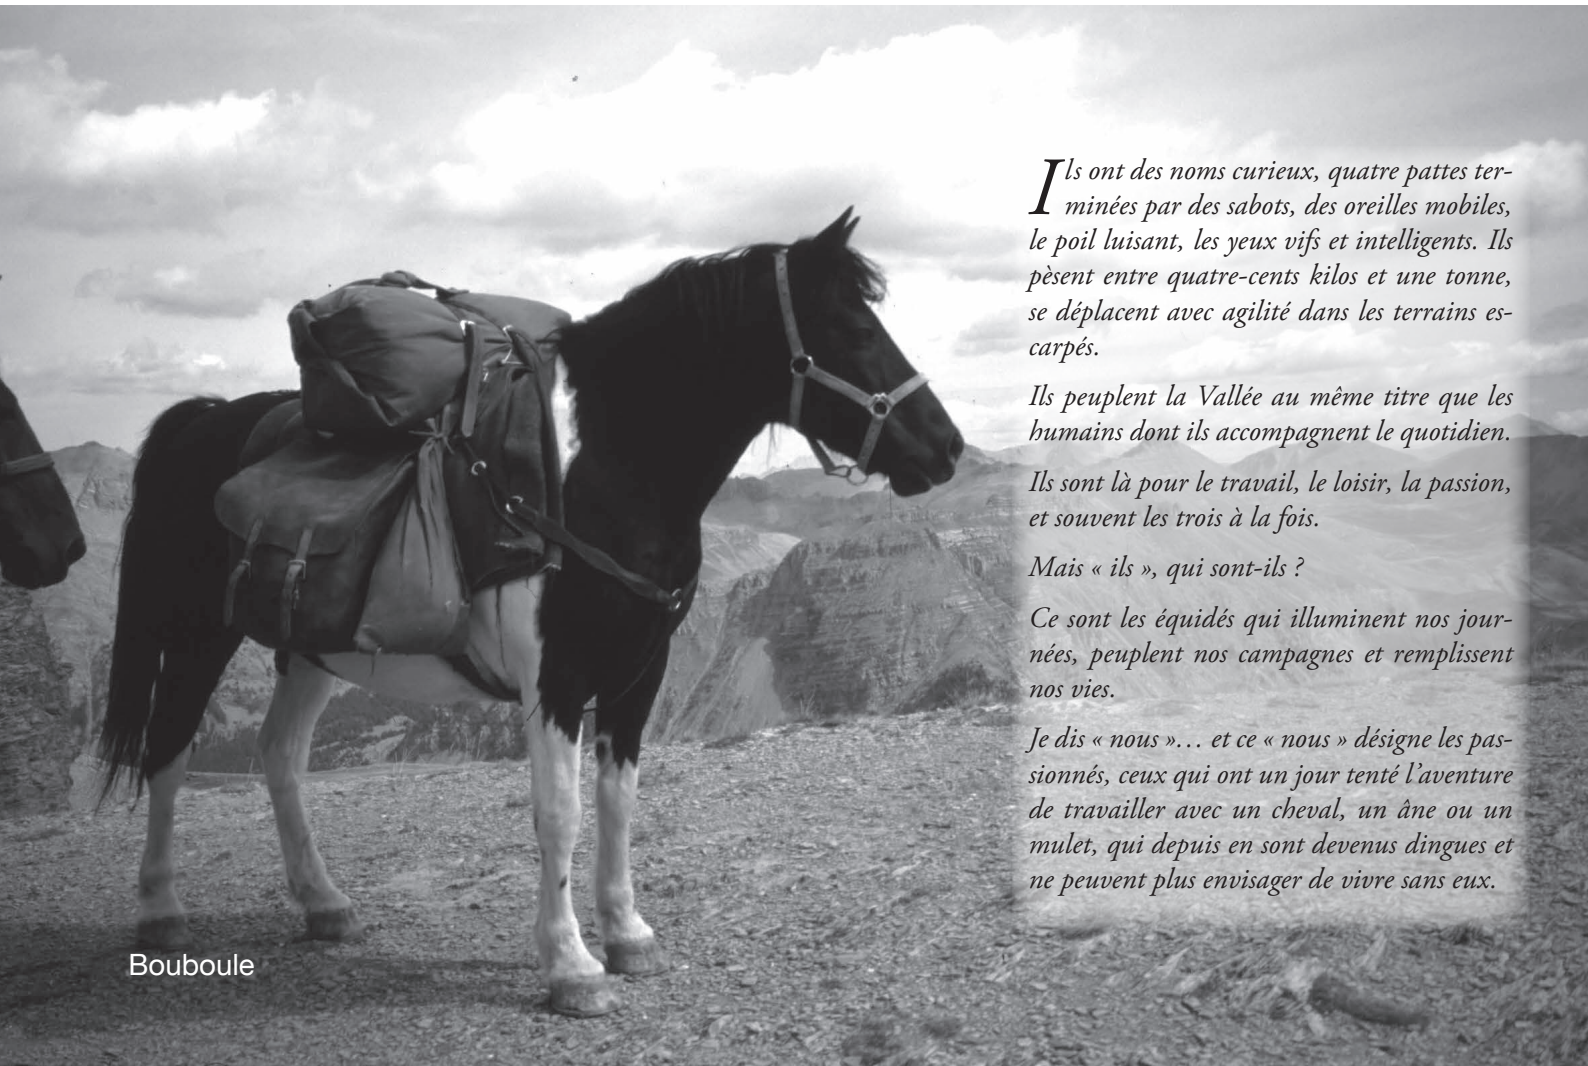 Ils ont des noms curieux, quatre pattes ter-
minées par des sabots, des oreilles mobiles,
le poil luisant, les yeux vifs et intelligents. Ils
pèsent entre quatre-cents kilos et une tonne,
se déplacent avec agilité dans les terrains es-
carpés.
Ils peuplent la Vallée au même titre que les
humains dont ils accompagnent le quotidien.
Ils sont là pour le travail, le loisir, la passion,
et souvent les trois à la fois.
Mais « ils », qui sont-ils ?
Ce sont les équidés qui illuminent nos jour-
nées, peuplent nos campagnes et remplissent
nos vies.
Je dis « nous »… et ce « nous » désigne les pas-
sionnés, ceux qui ont un jour tenté l’aventure
de travailler avec un cheval, un âne ou un
mulet, qui depuis en sont devenus dingues et
ne peuvent plus envisager de vivre sans eux.
Bouboule